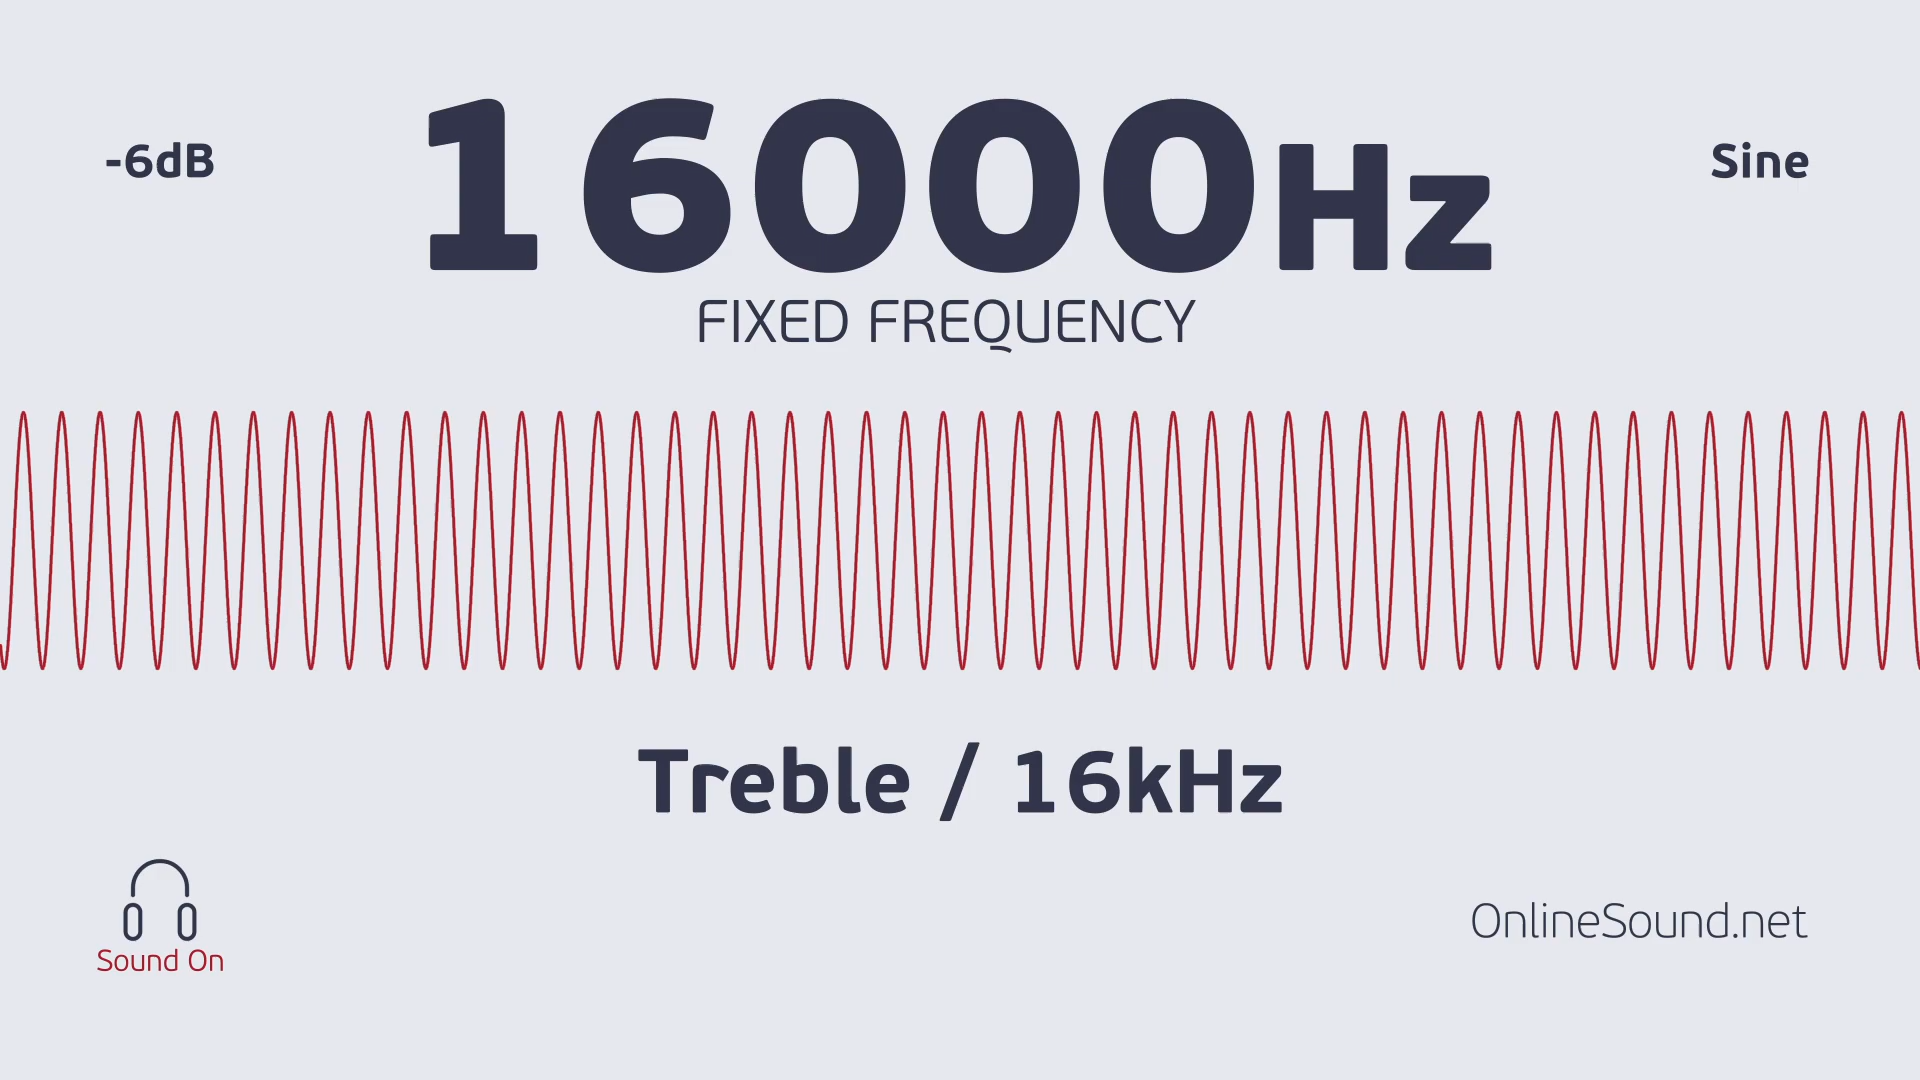 -6dB
16000Hz
Sine
FIXED FREQUENCY
Treble / 16kHz
Sound On
OnlineSound.net